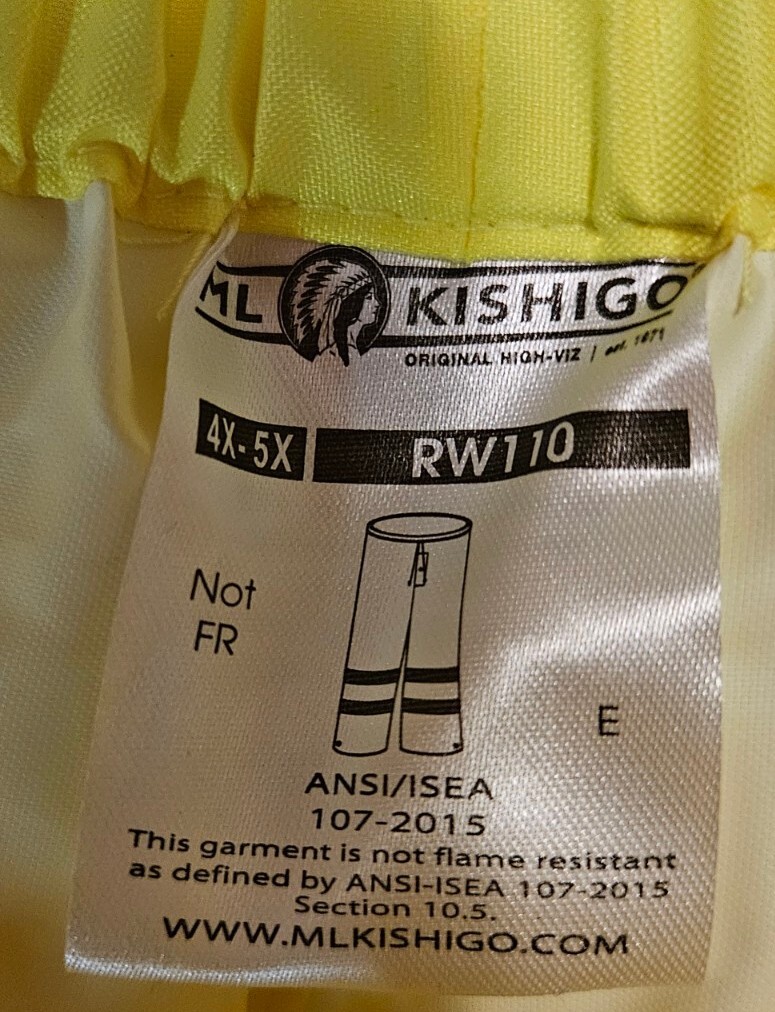 ML KISHIGO
ORIGINAL HIGH-VIZ / est. 1971
4X-5X RW110
Not
FR
E
ANSI/ISEA
107-2015
This garment is not flame resistant
as defined by ANSI-ISEA 107-2015
Section 10.5.
WWW.MLKISHIGO.COM